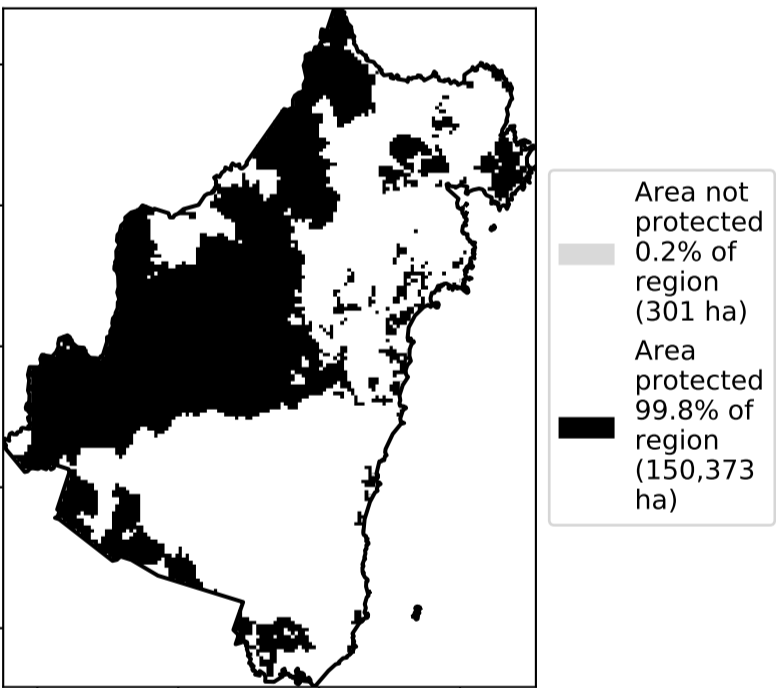 Area not
protected
0.2% of
region
(301 ha)
Area
protected
99.8% of
region
(150,373
ha)